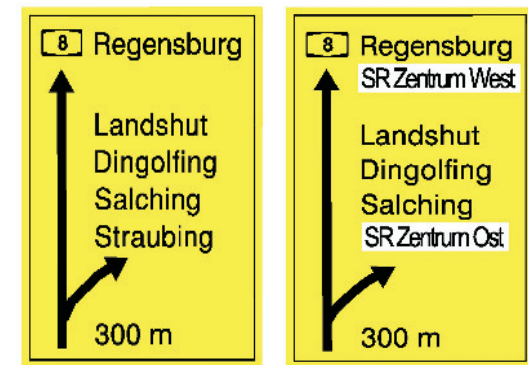 8 Regensburg
Landshut
Dingolfing
Salching
Straubing
300 m
8 Regensburg
SR Zentrum West
Landshut
Dingolfing
Salching
SR Zentrum Ost
300 m